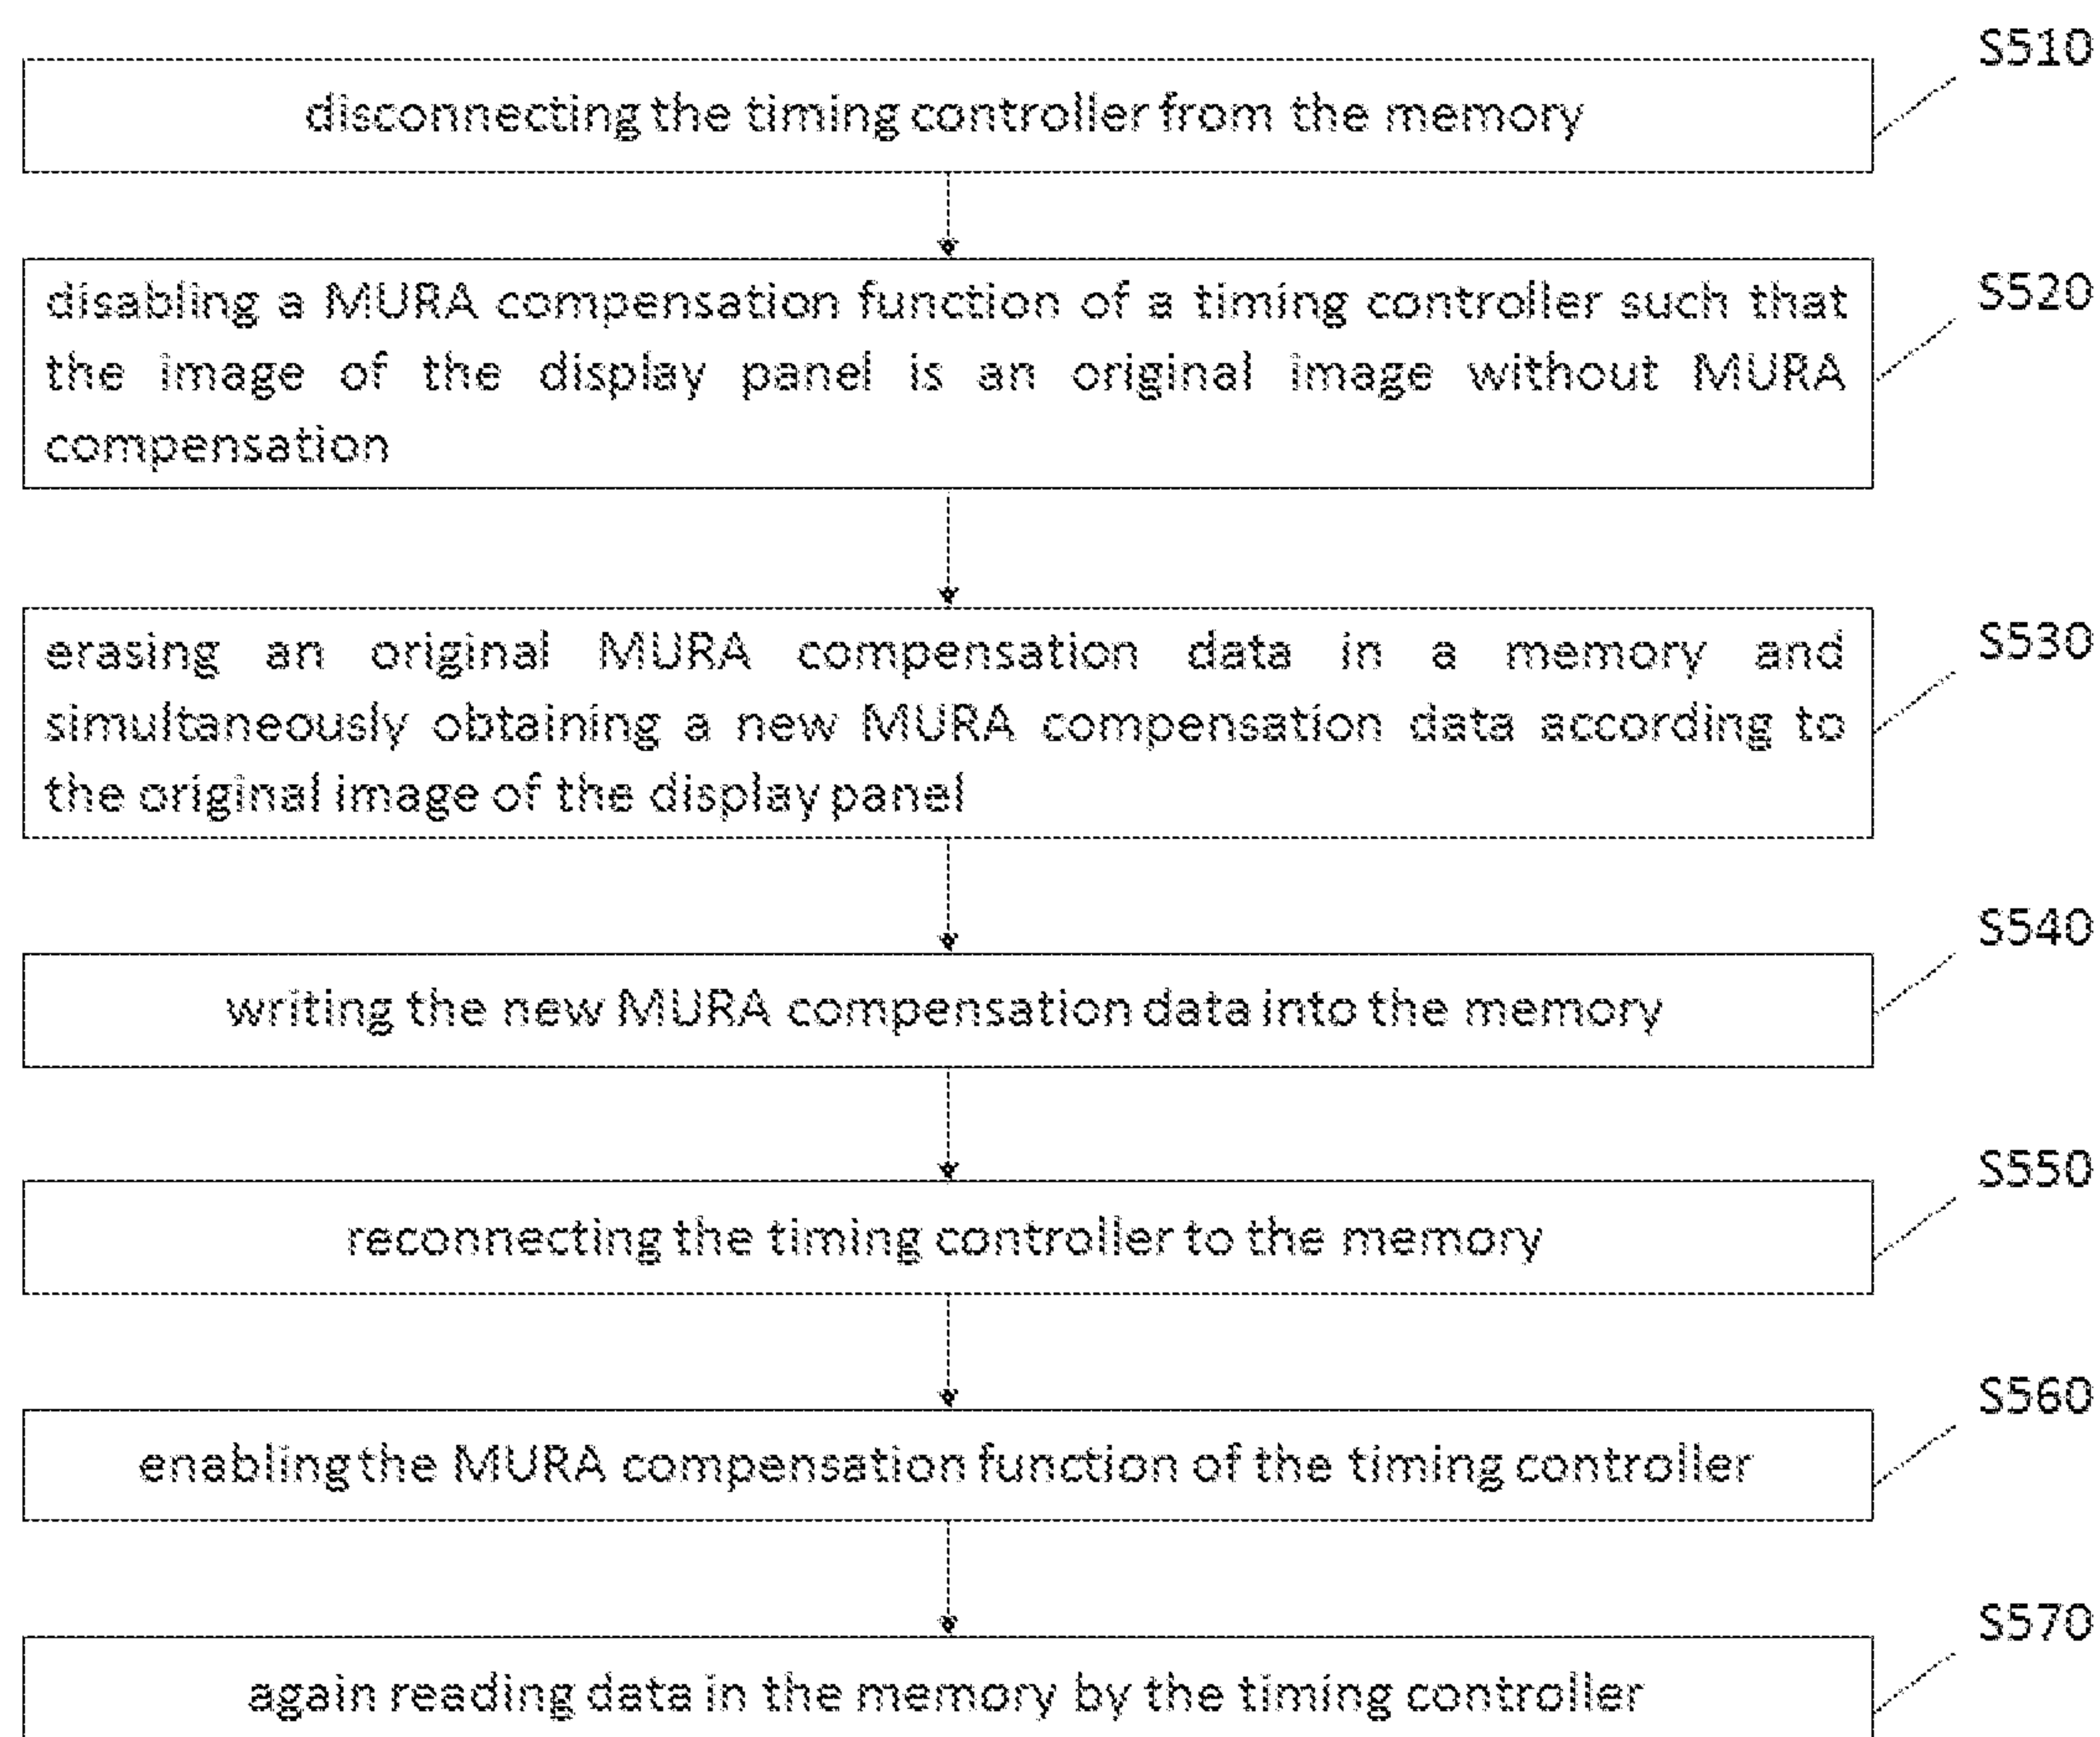 S510
disconnecting the timing controller from the memory
S520
disabling a MURA compensation function of a timing controller such that
the image of the display panel is an original image without MURA
compensation
S530
erasing an original MURA compensation data in a memory and
simultaneously obtaining a new MURA compensation data according to
the original image of the display panel
S540
writing the new MURA compensation data into the memory
S550
reconnecting the timing controller to the memory
S560
enabling the MURA compensation function of the timing controller
S570
again reading data in the memory by the timing controller